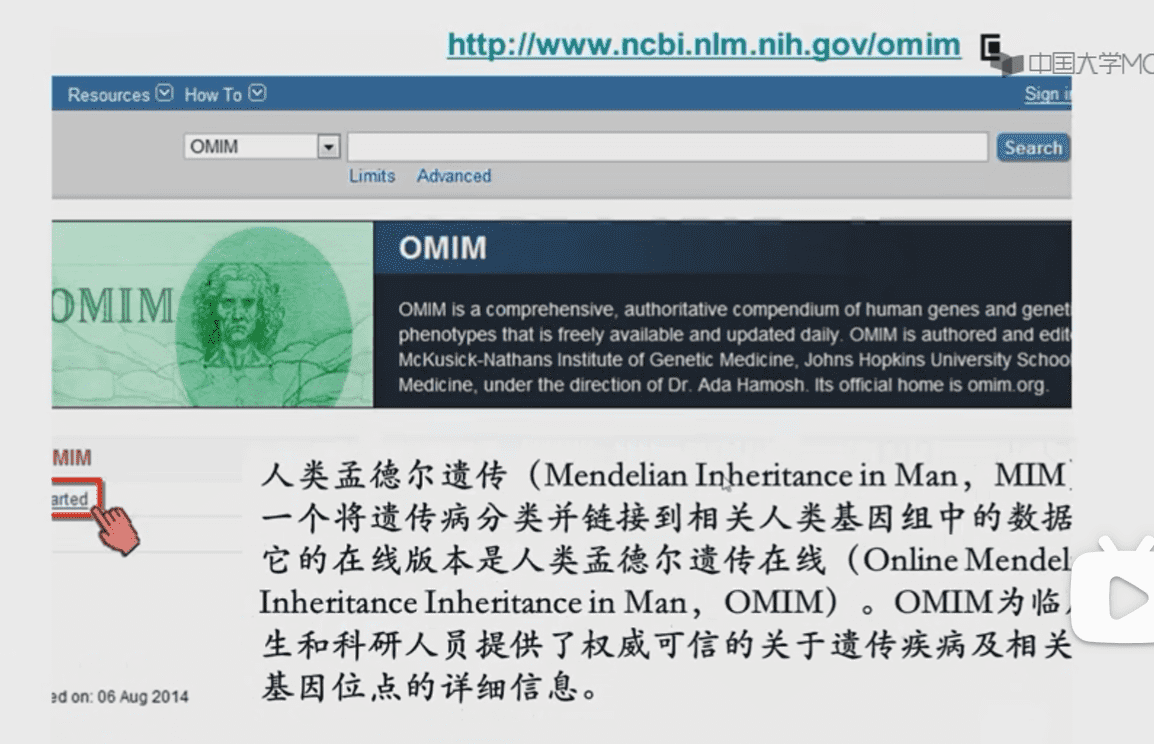 http://www.ncbi.nlm.nih.gov/omim
中国大学MO
Resources How To
Sign in
OMIM
Search
Limits Advanced
OMIM
OMIM
OMIM is a comprehensive, authoritative compendium of human genes and genet
phenotypes that is freely available and updated daily. OMIM is authored and edit
McKusick-Nathans Institute of Genetic Medicine, Johns Hopkins University School
Medicine, under the direction of Dr. Ada Hamosh. Its official home is omim.org.
MIM
arted
人类孟德尔遗传（Mendelian Inheritance in Man，MIM
一个将遗传病分类并链接到相关人类基因组中的数据
它的在线版本是人类孟德尔遗传在线（Online Mendel
Inheritance Inheritance in Man，OMIM）。OMIM为临
生和科研人员提供了权威可信的关于遗传疾病及相关
基因位点的详细信息。
ed on: 06 Aug 2014